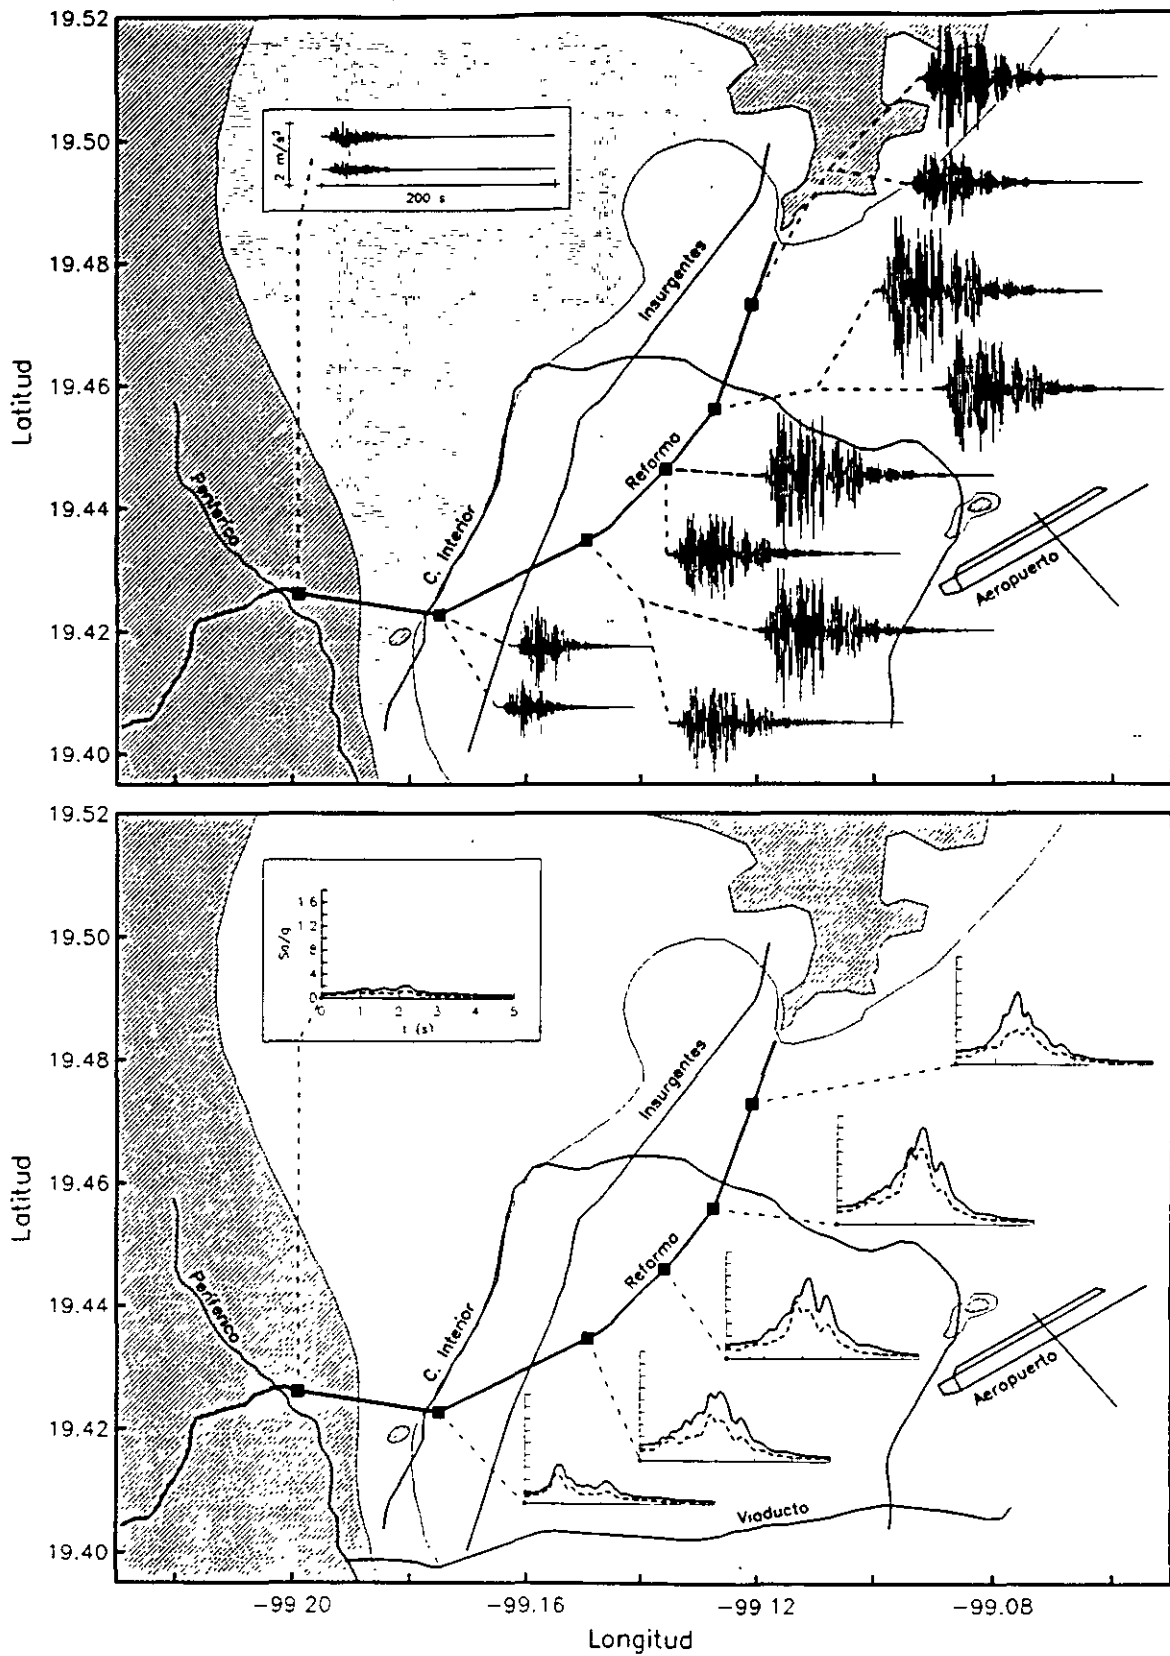 19.52
19.50
19.48
19.46
19.44
19.42
19.40
Latitud
2 m/s²
200 s
Insurgentes
Reforma
Periferico
C. Interior
Aeropuerto
19.52
19.50
19.48
19.46
19.44
19.42
19.40
Latitud
Sa/g
1 6
1 2
8
4
0
0 1 2 3 4 5
t (s)
Insurgentes
Reforma
Periferico
C. Interior
Aeropuerto
Viaducto
-99 20 -99.16 -99 12 -99.08
Longitud